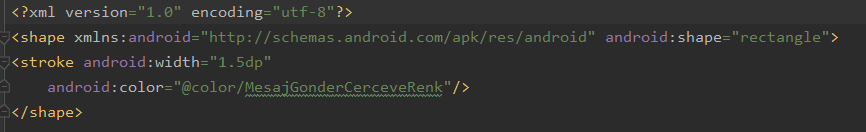 <?xml version="1.0" encoding="utf-8"?>
<shape xmlns:android="http://schemas.android.com/apk/res/android" android:shape="rectangle">
<stroke android:width="1.5dp"
android:color="@color/MesajGonderCerceveRenk"/>
</shape>